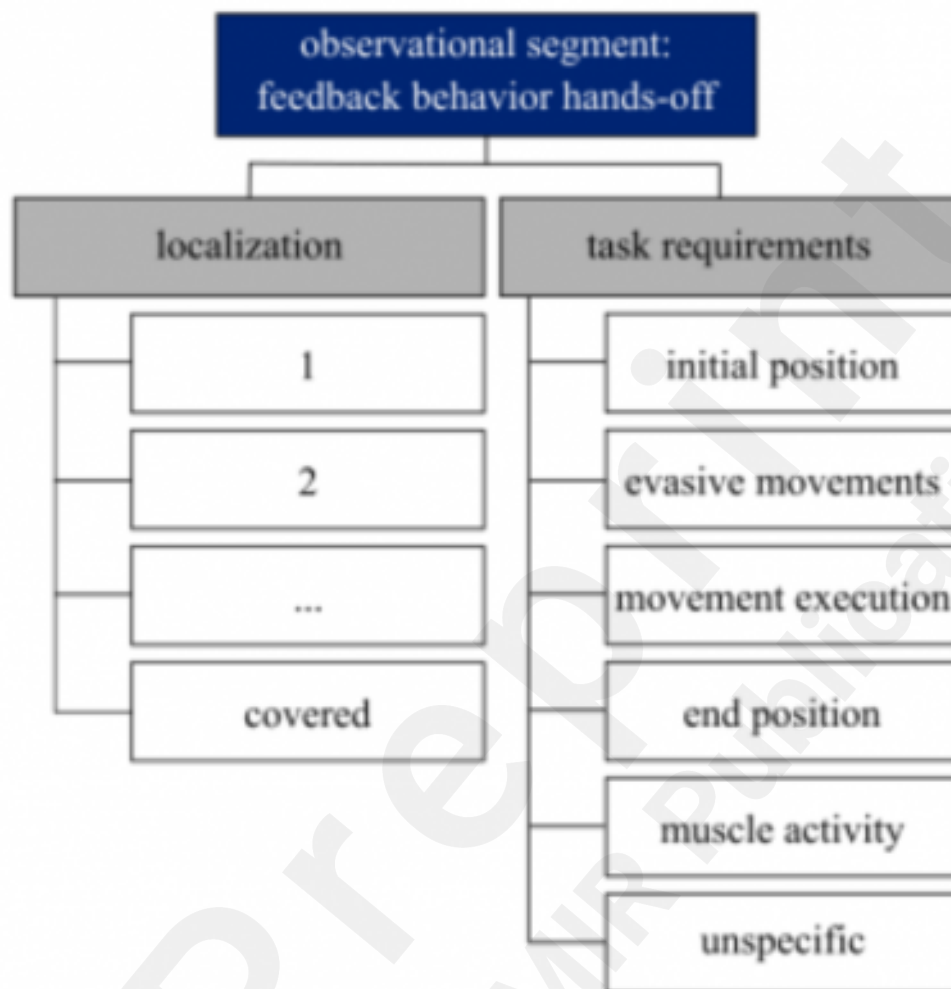 observational segment:
feedback behavior hands-off
localization
1
2
...
covered
task requirements
initial position
evasive movements
movement execution
end position
muscle activity
unspecific
Preprint